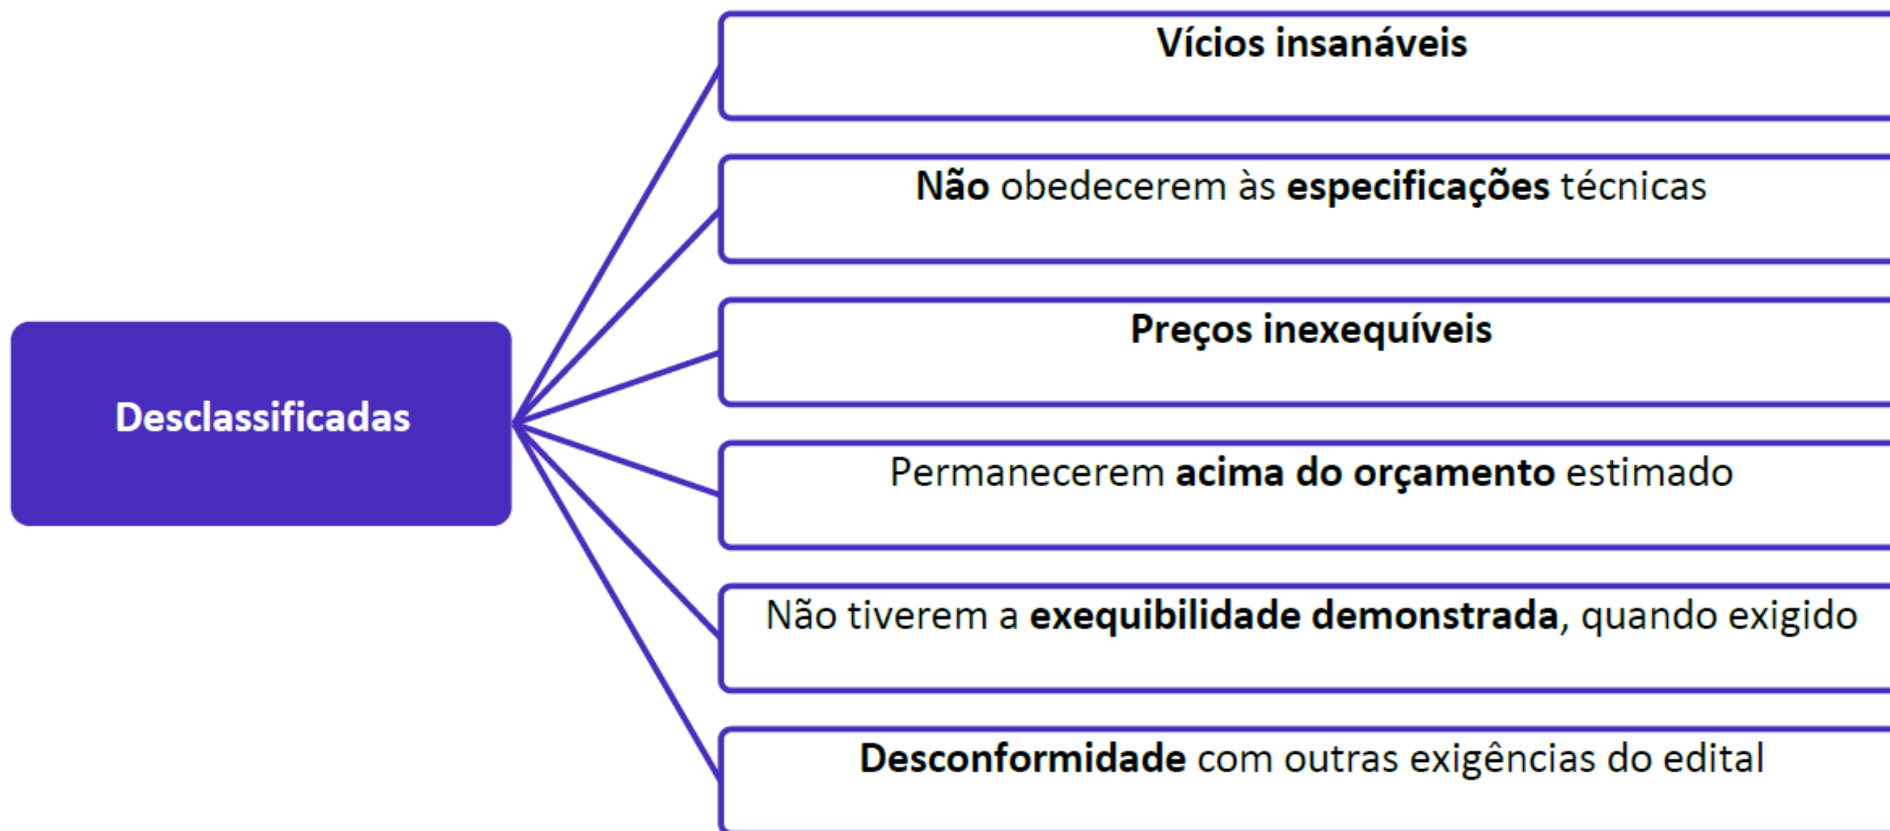 Vícios insanáveis
Não obedecerem às especificações técnicas
Preços inexequíveis
Desclassificadas
Permanecerem acima do orçamento estimado
Não tiverem a exequibilidade demonstrada, quando exigido
Desconformidade com outras exigências do edital